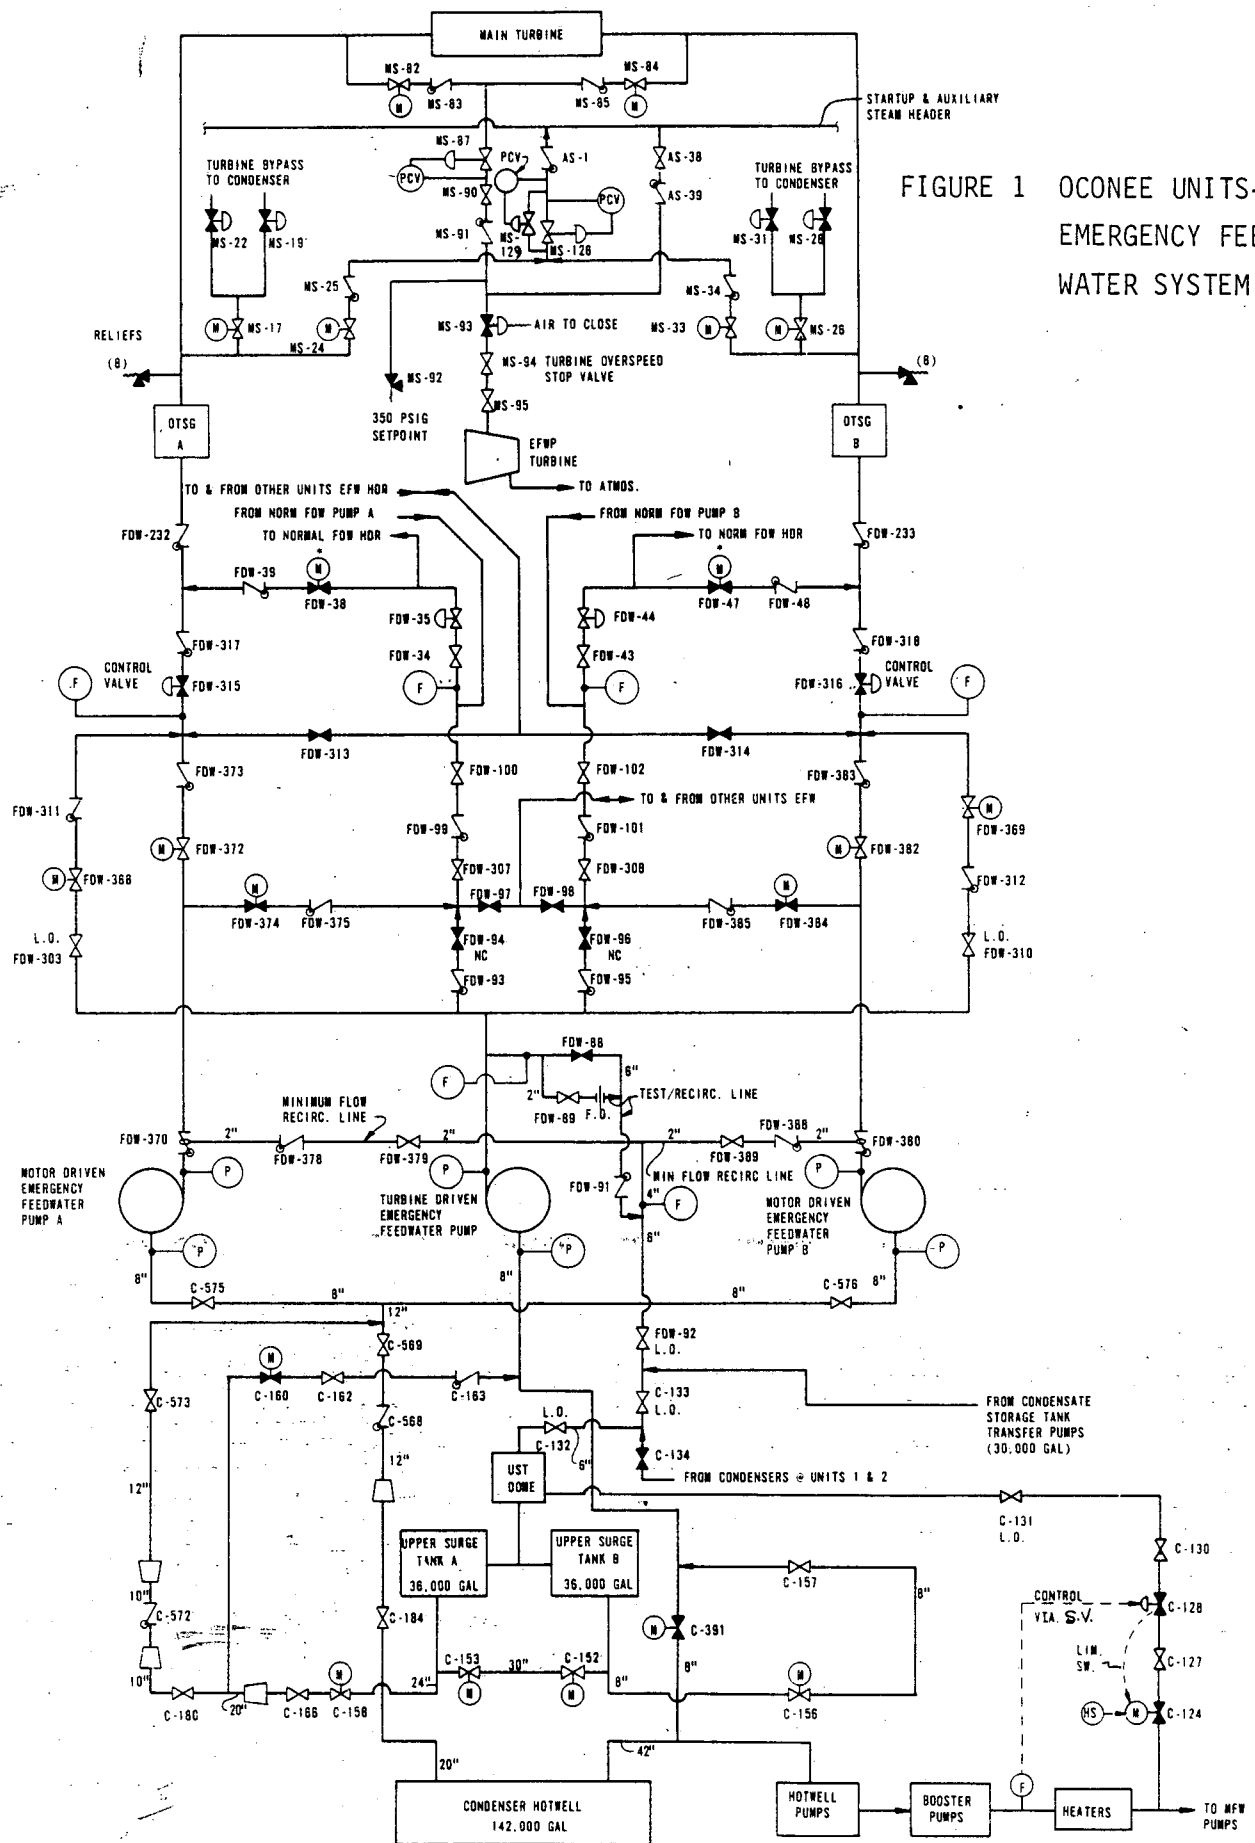 MAIN TURBINE
MS-82
MS-84
M
MS-83
MS-85
M
STARTUP & AUXILIARY
STEAM HEADER
MS-87
PCV
AS-1
AS-38
TURBINE BYPASS
TO CONDENSER
TURBINE BYPASS
TO CONDENSER
PCV
MS-90
PCV
AS-39
FIGURE 1 OCONEE UNITS-
EMERGENCY FEE
WATER SYSTEM
MS-22
MS-19
MS-91
MS-
129
MS-126
MS-31
MS-28
MS-25
MS-34
M
MS-17
M
MS-24
MS-93
AIR TO CLOSE
MS-33
M
M
MS-26
RELIEFS
(8)
MS-94 TURBINE OVERSPEED
STOP VALVE
(8)
MS-92
MS-95
350 PSIG
SETPOINT
OTSG
A
OTSG
B
EFWP
TURBINE
TO ATMOS.
TO & FROM OTHER UNITS EFW HDR
FROM NORM FDW PUMP A
FROM NORM FDW PUMP B
TO NORMAL FDW HDR
TO NORM FDW HDR
FDW-232
FDW-233
*
*
FDW-39
M
M
FDW-38
FDW-47
FDW-48
FDW-35
FDW-44
FDW-317
FDW-34
FDW-43
FDW-318
CONTROL
VALVE
CONTROL
VALVE
F
FDW-315
F
F
FDW-316
F
FDW-313
FDW-314
FDW-373
FDW-100
FDW-102
FDW-383
TO & FROM OTHER UNITS EFW
FDW-311
FDW-99
FDW-101
M
FDW-369
M
FDW-372
M
FDW-382
M
FDW-368
FDW-307
FDW-308
FDW-312
M
FDW-97
FDW-98
M
FDW-374
FDW-375
FDW-385
FDW-384
L.O.
FDW-303
FDW-94
NC
FDW-96
NC
L.O.
FDW-310
FDW-93
FDW-95
FDW-88
F
6"
2"
TEST/RECIRC. LINE
FDW-89
F.O.
MINIMUM FLOW
RECIRC. LINE
FDW-388
FDW-370
2"
2"
2"
2"
FDW-380
FDW-378
FDW-379
FDW-389
P
P
MIN FLOW RECIRC LINE
P
MOTOR DRIVEN
EMERGENCY
FEEDWATER
PUMP A
TURBINE DRIVEN
EMERGENCY
FEEDWATER PUMP
FDW-91
4"
F
MOTOR DRIVEN
EMERGENCY
FEEDWATER
PUMP B
6"
P
P
P
8"
C-575
8"
8"
8"
C-576
8"
12"
C-569
FDW-92
L.O.
M
C-160
C-162
C-163
C-573
C-133
L.O.
FROM CONDENSATE
STORAGE TANK
TRANSFER PUMPS
(30,000 GAL)
C-568
L.O.
C-132
6"
C-134
12"
UST
DOME
FROM CONDENSERS @ UNITS 1 & 2
12"
C-131
L.O.
UPPER SURGE
TANK A
36,000 GAL
UPPER SURGE
TANK B
36,000 GAL
C-130
C-157
10"
8"
CONTROL
VIA. S.V.
C-128
C-572
C-184
M
C-391
LIM.
SW.
C-127
10"
C-153
30"
C-152
8"
M
24"
8"
M
C-180
20"
C-186
C-158
M
M
C-156
HS
M
C-124
20"
42"
CONDENSER HOTWELL
142,000 GAL
HOTWELL
PUMPS
BOOSTER
PUMPS
F
HEATERS
TO MFW
PUMPS